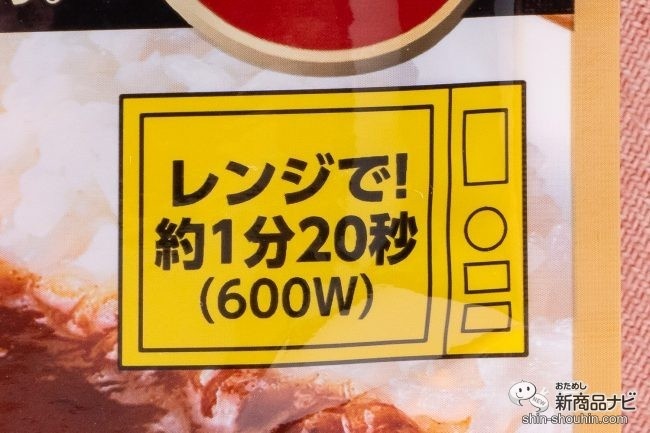 レンジで!
約1分20秒
(600W)
おためし
新商品ナビ
shin-shouhin.com